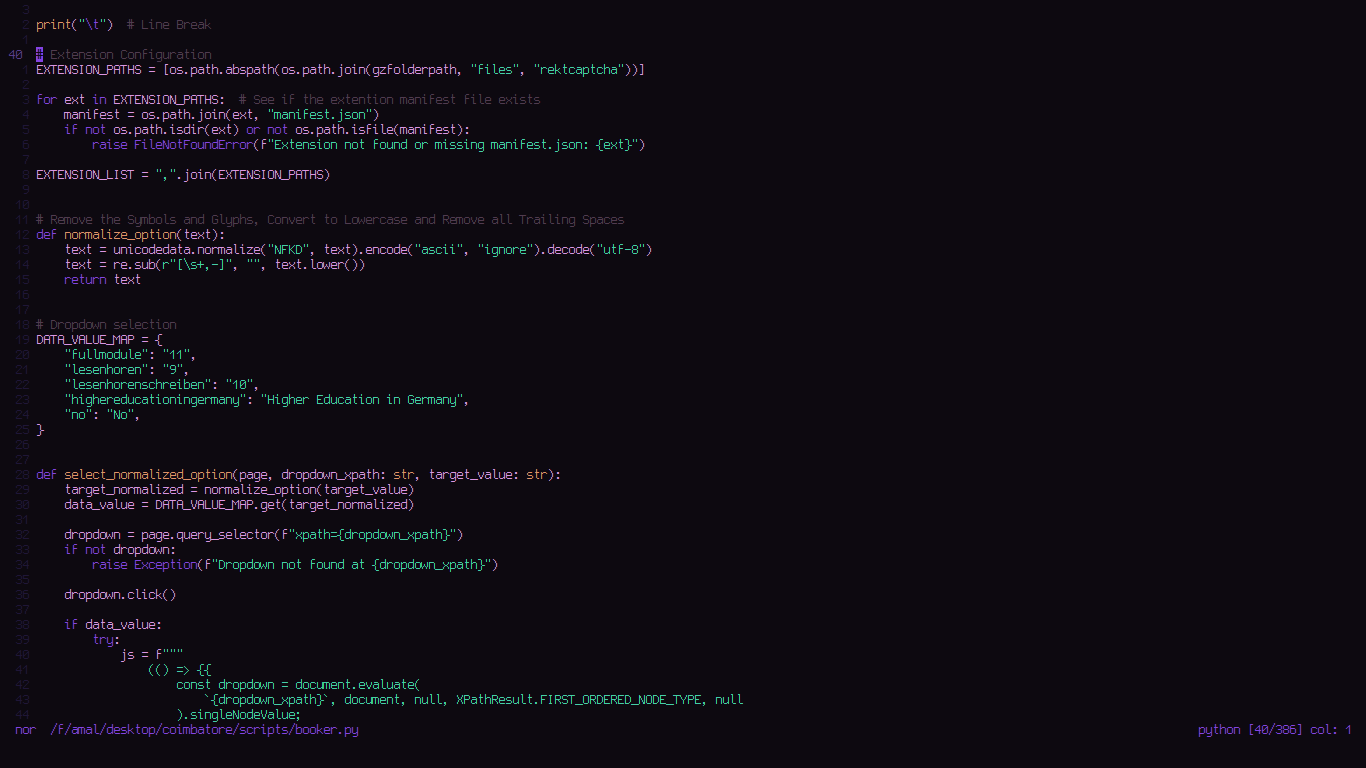 3
2 print("\t")  # Line Break
1
40 # Extension Configuration
1 EXTENSION_PATHS = [os.path.abspath(os.path.join(gzfolderpath, "files", "rektcaptcha"))]
2
3 for ext in EXTENSION_PATHS:  # See if the extention manifest file exists
4     manifest = os.path.join(ext, "manifest.json")
5     if not os.path.isdir(ext) or not os.path.isfile(manifest):
6         raise FileNotFoundError(f"Extension not found or missing manifest.json: {ext}")
7
8 EXTENSION_LIST = ",".join(EXTENSION_PATHS)
9
10
11 # Remove the Symbols and Glyphs, Convert to Lowercase and Remove all Trailing Spaces
12 def normalize_option(text):
13     text = unicodedata.normalize("NFKD", text).encode("ascii", "ignore").decode("utf-8")
14     text = re.sub(r"[\s+,-]", "", text.lower())
15     return text
16
17
18 # Dropdown selection
19 DATA_VALUE_MAP = {
20     "fullmodule": "11",
21     "lesenhoren": "9",
22     "lesenhorenschreiben": "10",
23     "highereducationingermany": "Higher Education in Germany",
24     "no": "No",
25 }
26
27
28 def select_normalized_option(page, dropdown_xpath: str, target_value: str):
29     target_normalized = normalize_option(target_value)
30     data_value = DATA_VALUE_MAP.get(target_normalized)
31
32     dropdown = page.query_selector(f"xpath={dropdown_xpath}")
33     if not dropdown:
34         raise Exception(f"Dropdown not found at {dropdown_xpath}")
35
36     dropdown.click()
37
38     if data_value:
39         try:
40             js = f"""
41                 (() => {{
42                     const dropdown = document.evaluate(
43                         `{dropdown_xpath}`, document, null, XPathResult.FIRST_ORDERED_NODE_TYPE, null
44                     ).singleNodeValue;
nor  /F/amal/desktop/coimbatore/scripts/booker.py python [40/386] col: 1